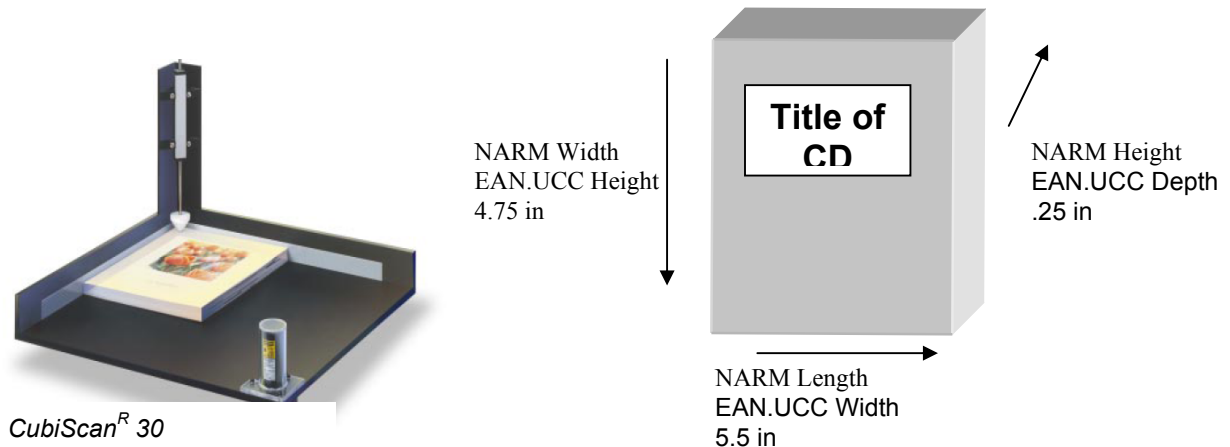 CubiScan^R 30
NARM Width
EAN.UCC Height
4.75 in
Title of
CD
NARM Height
EAN.UCC Depth
.25 in
NARM Length
EAN.UCC Width
5.5 in